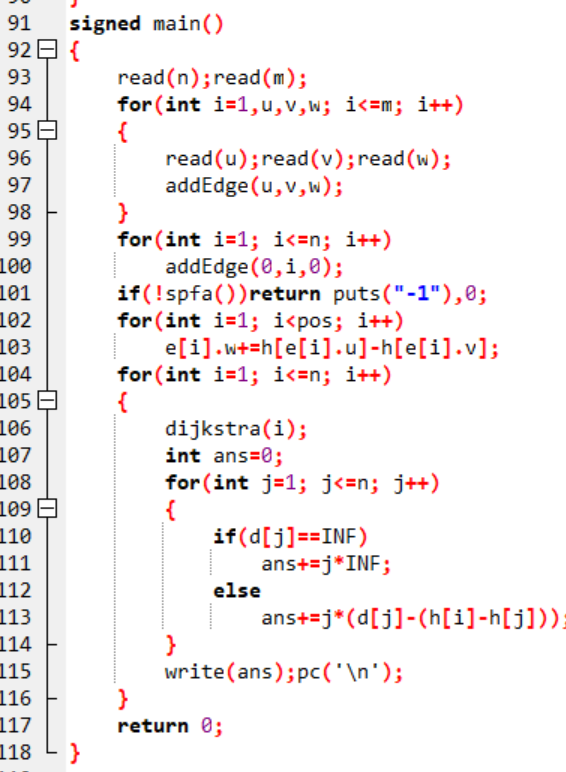 91 signed main()
92 {
93 read(n);read(m);
94 for(int i=1,u,v,w; i<=m; i++)
95 {
96 read(u);read(v);read(w);
97 addEdge(u,v,w);
98 }
99 for(int i=1; i<=n; i++)
100 addEdge(0,i,0);
101 if(!spfa())return puts("-1"),0;
102 for(int i=1; i<pos; i++)
103 e[i].w+=h[e[i].u]-h[e[i].v];
104 for(int i=1; i<=n; i++)
105 {
106 dijkstra(i);
107 int ans=0;
108 for(int j=1; j<=n; j++)
109 {
110 if(d[j]==INF)
111 ans+=j*INF;
112 else
113 ans+=j*(d[j]-(h[i]-h[j]));
114 }
115 write(ans);pc('\n');
116 }
117 return 0;
118 }